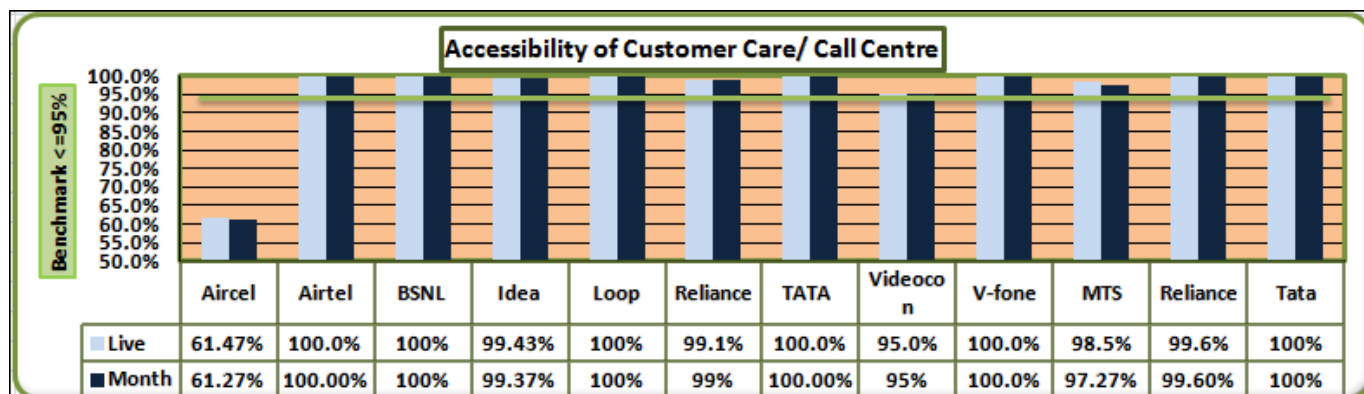 Accessibility of Customer Care/ Call Centre
Benchmark <=95%
100.0%
95.0%
90.0%
85.0%
80.0%
75.0%
70.0%
65.0%
60.0%
55.0%
50.0%
Aircel Airtel BSNL Idea Loop Reliance TATA Videoco V-fone MTS Reliance Tata
n
Live 61.47% 100.0% 100% 99.43% 100% 99.1% 100.0% 95.0% 100.0% 98.5% 99.6% 100%
Month 61.27% 100.00% 100% 99.37% 100% 99% 100.00% 95% 100.0% 97.27% 99.60% 100%